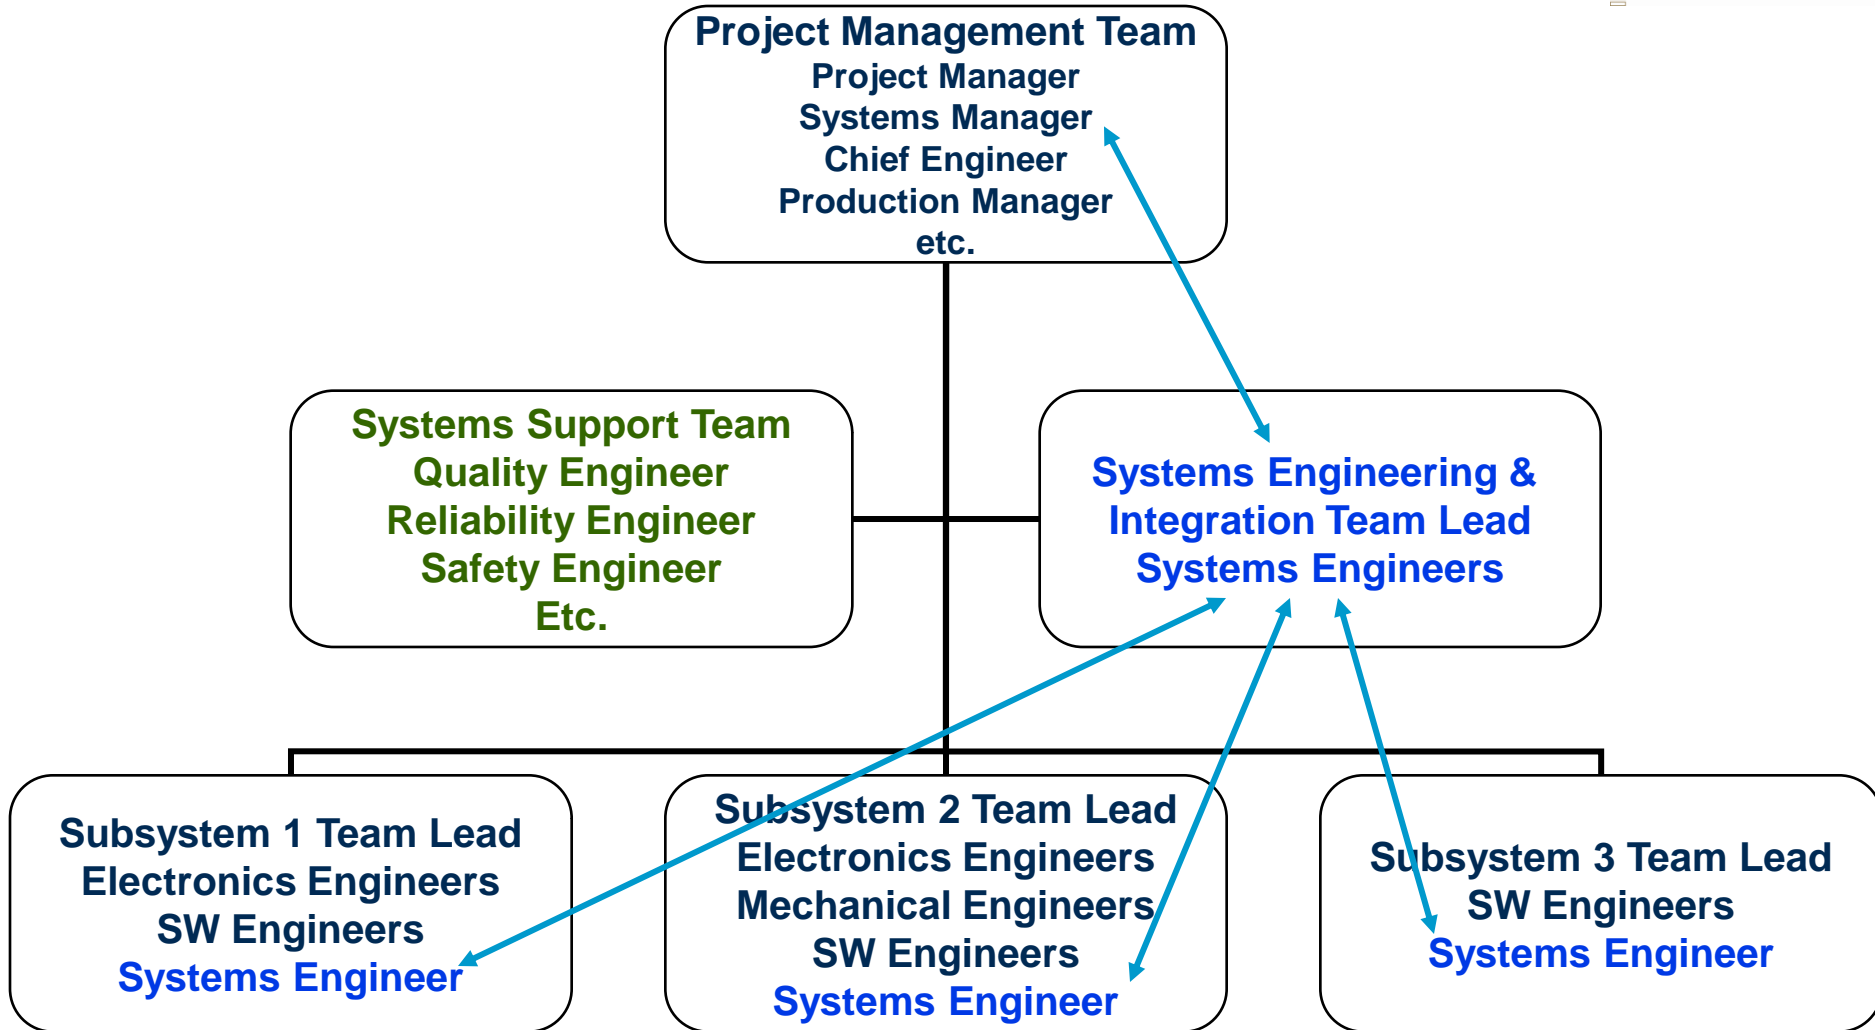 Project Management Team
Project Manager
Systems Manager
Chief Engineer
Production Manager
etc.
Systems Support Team
Quality Engineer
Reliability Engineer
Safety Engineer
Etc.
Systems Engineering &
Integration Team Lead
Systems Engineers
Subsystem 1 Team Lead
Electronics Engineers
SW Engineers
Systems Engineer
Subsystem 2 Team Lead
Electronics Engineers
Mechanical Engineers
SW Engineers
Systems Engineer
Subsystem 3 Team Lead
SW Engineers
Systems Engineer